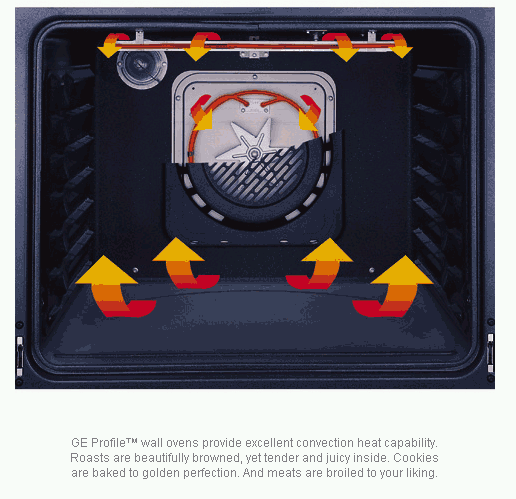 GE Profile™ wall ovens provide excellent convection heat capability.
Roasts are beautifully browned, yet tender and juicy inside. Cookies
are baked to golden perfection. And meats are broiled to your liking.